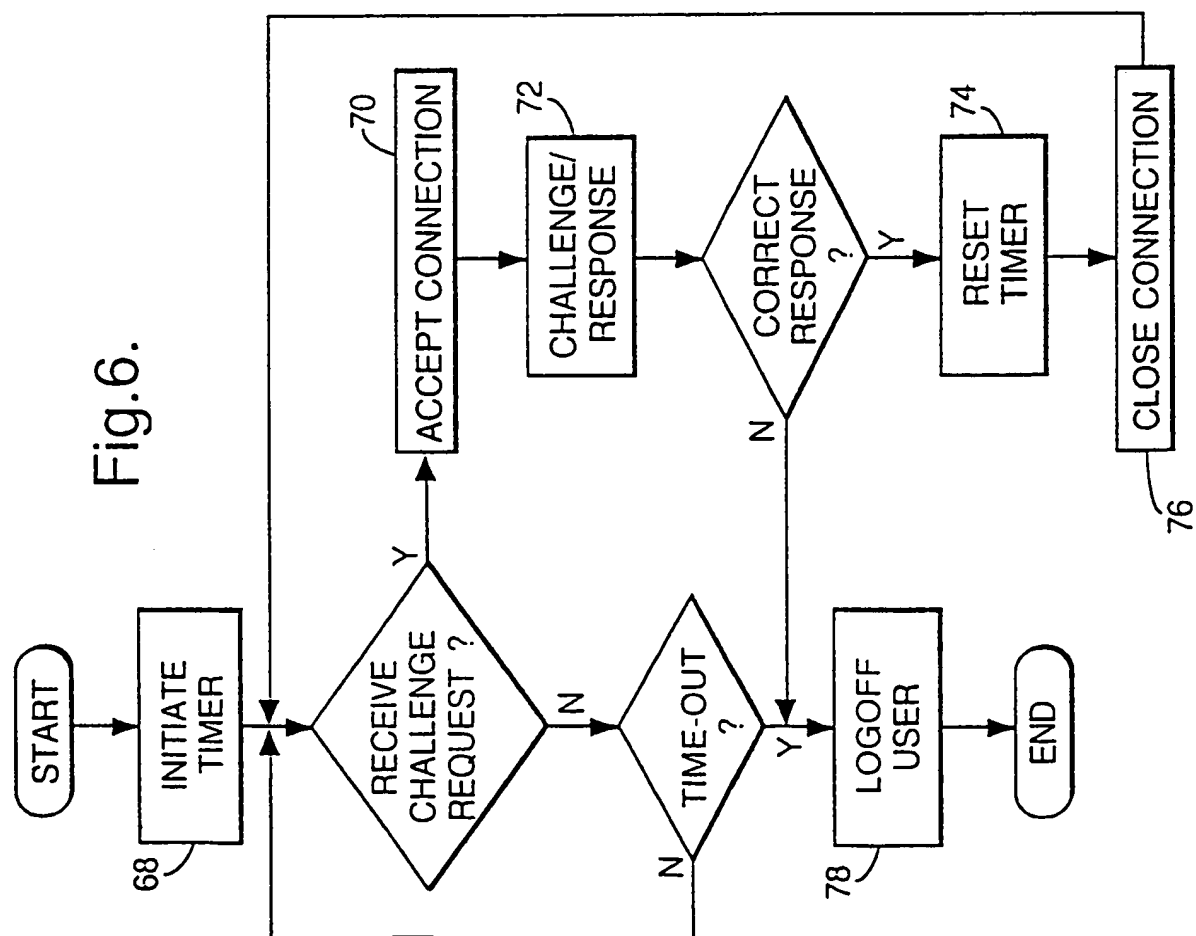 Fig.6.
START
INITIATE
TIMER
68
RECEIVE
CHALLENGE
REQUEST ?
Y
N
TIME-OUT
?
N
Y
LOGOFF
USER
78
END
ACCEPT CONNECTION
70
CHALLENGE/
RESPONSE
72
CORRECT
RESPONSE
?
N
Y
RESET
TIMER
74
CLOSE CONNECTION
76